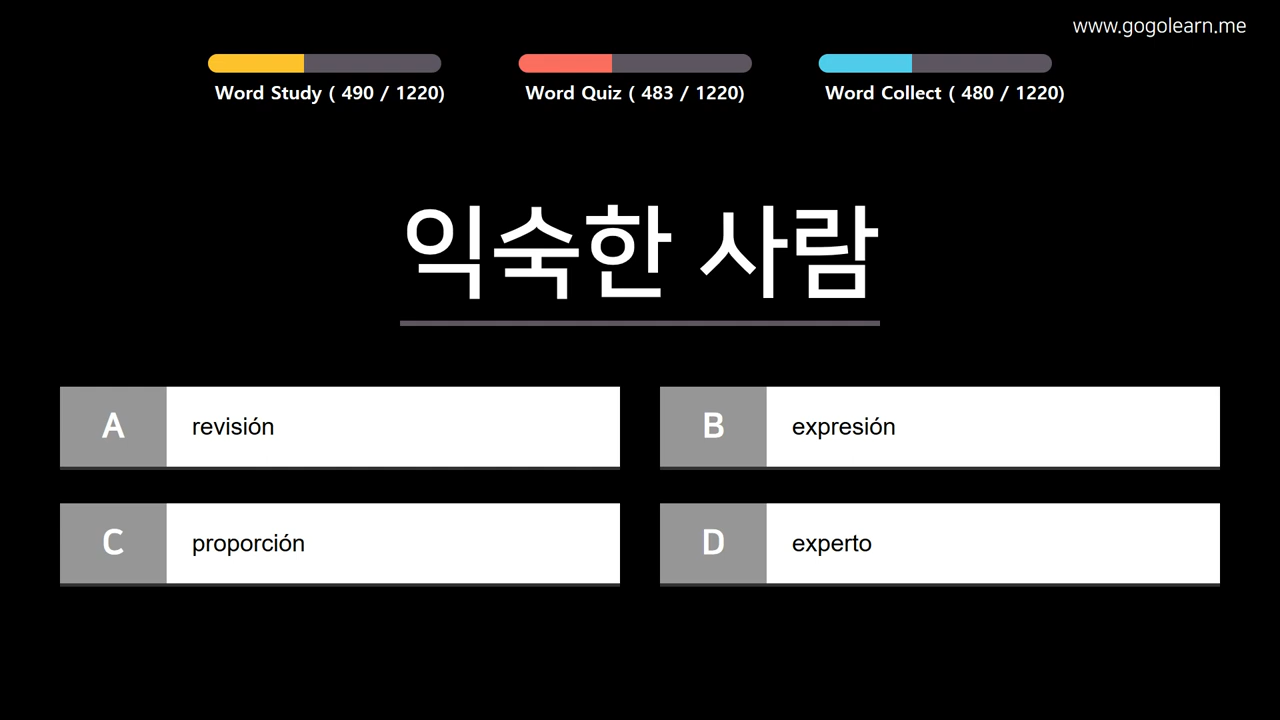 www.gogolearn.me
Word Study ( 490 / 1220)
Word Quiz ( 483 / 1220)
Word Collect ( 480 / 1220)
익숙한 사람
A revisión
B expresión
C proporción
D experto